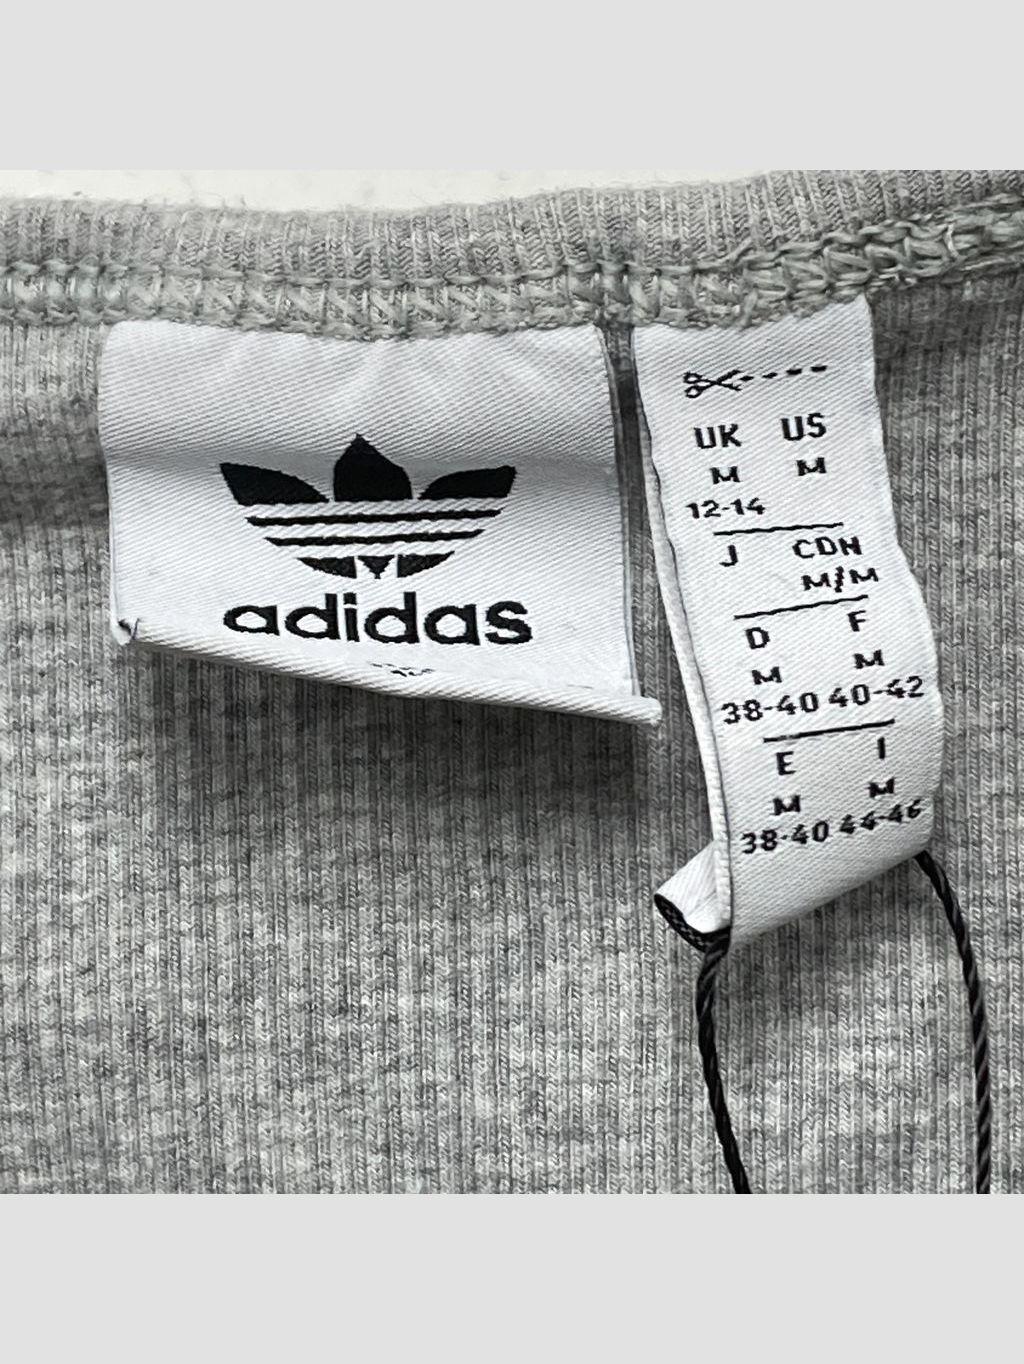 adidas
UK US
M M
12-14
J CDN
M/M
D F
M M
38-40 40-42
E I
M M
38-40 44-46